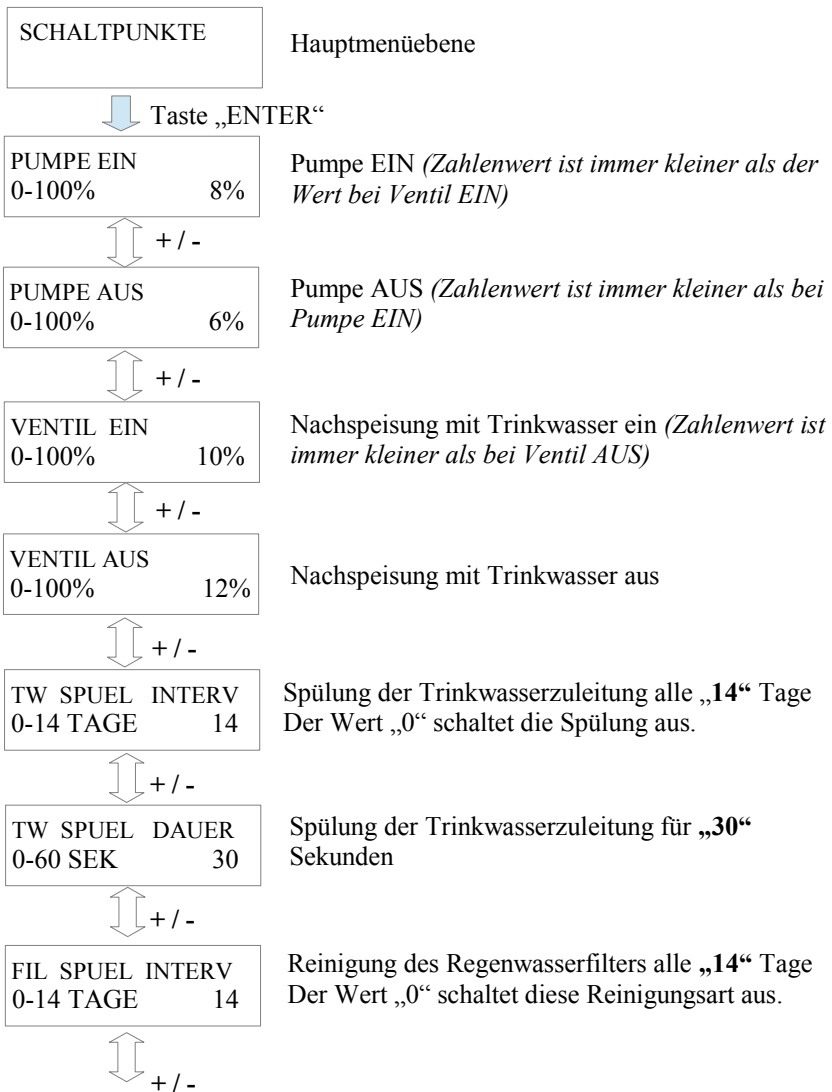 SCHALTPUNKTE
Hauptmenüebene
Taste „ENTER“
PUMPE EIN
0-100% 8%
Pumpe EIN (Zahlenwert ist immer kleiner als der
Wert bei Ventil EIN)
+ / -
PUMPE AUS
0-100% 6%
Pumpe AUS (Zahlenwert ist immer kleiner als bei
Pumpe EIN)
+ / -
VENTIL EIN
0-100% 10%
Nachspeisung mit Trinkwasser ein (Zahlenwert ist
immer kleiner als bei Ventil AUS)
+ / -
VENTIL AUS
0-100% 12%
Nachspeisung mit Trinkwasser aus
+ / -
TW SPUEL INTERV
0-14 TAGE 14
Spülung der Trinkwasserzuleitung alle „14“ Tage
Der Wert „0“ schaltet die Spülung aus.
+ / -
TW SPUEL DAUER
0-60 SEK 30
Spülung der Trinkwasserzuleitung für „30“
Sekunden
+ / -
FIL SPUEL INTERV
0-14 TAGE 14
Reinigung des Regenwasserfilters alle „14“ Tage
Der Wert „0“ schaltet diese Reinigungsart aus.
+ / -